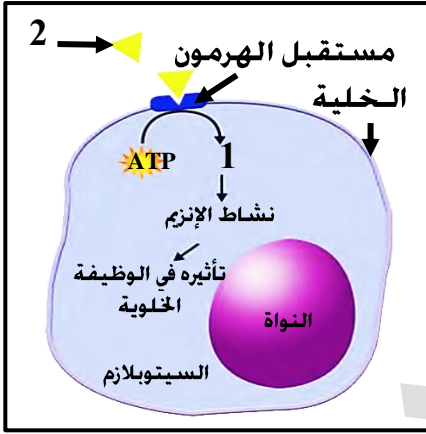 2
مستقبل الهرمون
الخلية
ATP
1
نشاط الإنزيم
تأثيره في الوظيفة
الخلوية
النواة
السيتوبلازم